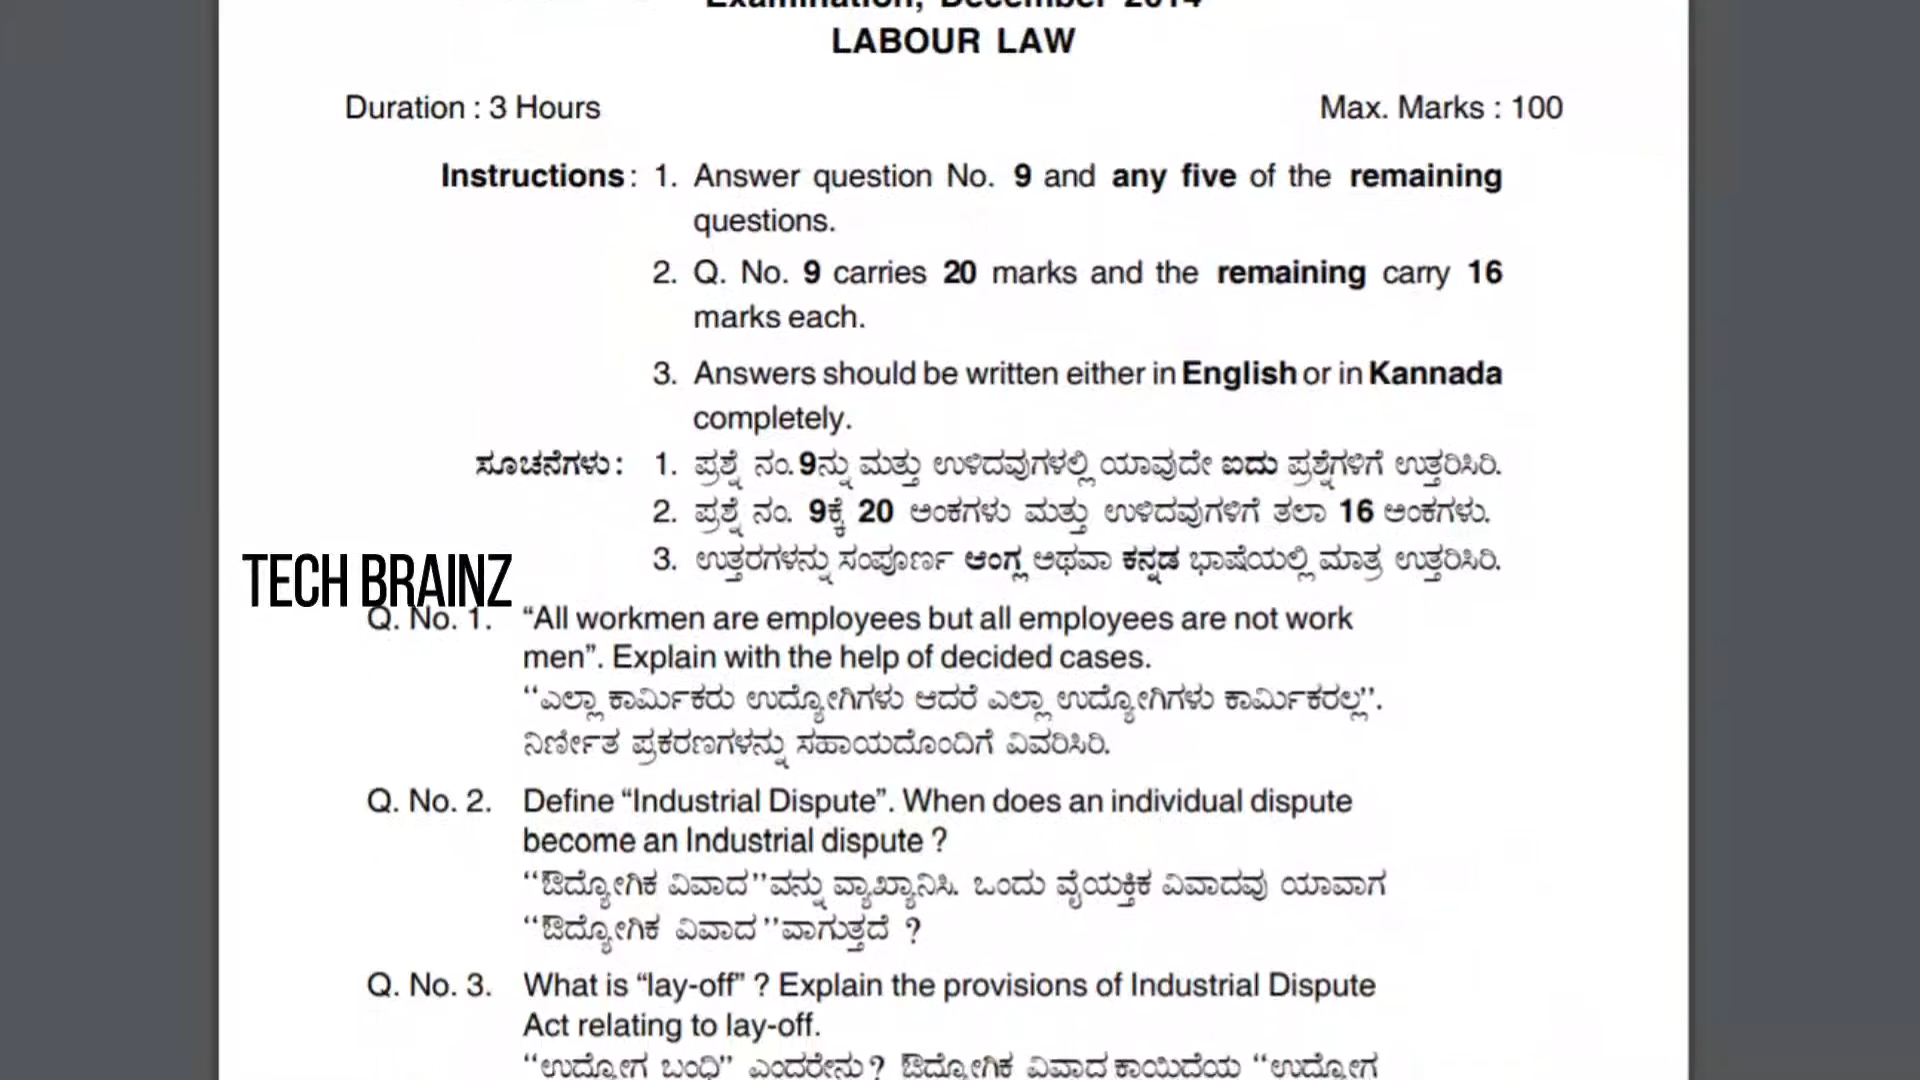 Examination, December 2014
LABOUR LAW
Duration : 3 Hours Max. Marks : 100
Instructions : 1. Answer question No. 9 and any five of the remaining
questions.
2. Q. No. 9 carries 20 marks and the remaining carry 16
marks each.
3. Answers should be written either in English or in Kannada
completely.
ಸೂಚನೆಗಳು : 1. ಪ್ರಶ್ನೆ ನಂ. 9ನ್ನು ಮತ್ತು ಉಳಿದವುಗಳಲ್ಲಿ ಯಾವುದೇ ಐದು ಪ್ರಶ್ನೆಗಳಿಗೆ ಉತ್ತರಿಸಿರಿ.
2. ಪ್ರಶ್ನೆ ನಂ. 9ಕ್ಕೆ 20 ಅಂಕಗಳು ಮತ್ತು ಉಳಿದವುಗಳಿಗೆ ತಲಾ 16 ಅಂಕಗಳು.
3. ಉತ್ತರಗಳನ್ನು ಸಂಪೂರ್ಣ ಆಂಗ್ಲ ಅಥವಾ ಕನ್ನಡ ಭಾಷೆಯಲ್ಲಿ ಮಾತ್ರ ಉತ್ತರಿಸಿರಿ.
TECH BRAINZ
Q. No. 1. “All workmen are employees but all employees are not work
men”. Explain with the help of decided cases.
“ಎಲ್ಲಾ ಕಾರ್ಮಿಕರು ಉದ್ಯೋಗಿಗಳು ಆದರೆ ಎಲ್ಲಾ ಉದ್ಯೋಗಿಗಳು ಕಾರ್ಮಿಕರಲ್ಲ”.
ನಿರ್ಣೀತ ಪ್ರಕರಣಗಳನ್ನು ಸಹಾಯದೊಂದಿಗೆ ವಿವರಿಸಿರಿ.
Q. No. 2. Define “Industrial Dispute”. When does an individual dispute
become an Industrial dispute ?
“ಔದ್ಯೋಗಿಕ ವಿವಾದ”ವನ್ನು ವ್ಯಾಖ್ಯಾನಿಸಿ. ಒಂದು ವೈಯಕ್ತಿಕ ವಿವಾದವು ಯಾವಾಗ
“ಔದ್ಯೋಗಿಕ ವಿವಾದ”ವಾಗುತ್ತದೆ ?
Q. No. 3. What is “lay-off” ? Explain the provisions of Industrial Dispute
Act relating to lay-off.
“ಉದ್ಯೋಗ ಬಂಧಿ” ಎಂದರೇನು ? ಔದ್ಯೋಗಿಕ ವಿವಾದ ಕಾಯಿದೆಯ “ಉದ್ಯೋಗ